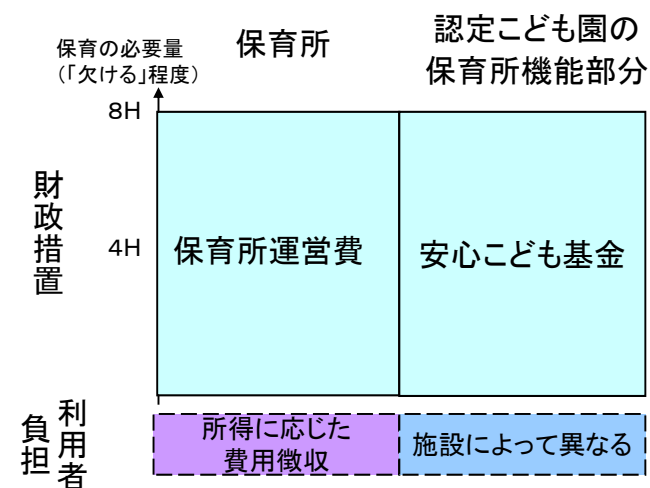 保育の必要量
(「欠ける」程度)
保育所
認定こども園の
保育所機能部分
8H
財政措置
4H
保育所運営費
安心こども基金
利用者
負担
所得に応じた
費用徴収
施設によって異なる